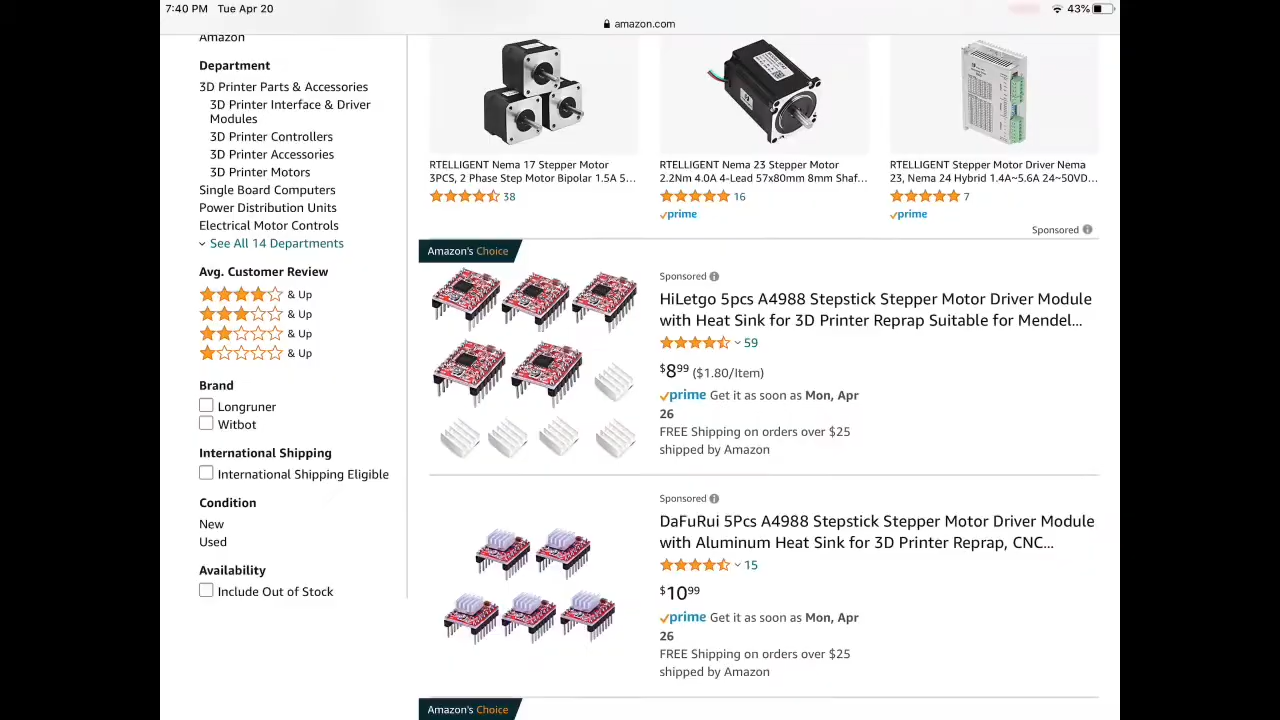 7:40 PM Tue Apr 20
43%
amazon.com
Amazon
Department
3D Printer Parts & Accessories
3D Printer Interface & Driver
Modules
3D Printer Controllers
3D Printer Accessories
3D Printer Motors
Single Board Computers
Power Distribution Units
Electrical Motor Controls
See All 14 Departments
Avg. Customer Review
& Up
& Up
& Up
& Up
Brand
Longruner
Witbot
International Shipping
International Shipping Eligible
Condition
New
Used
Availability
Include Out of Stock
RTELLIGENT Nema 17 Stepper Motor
3PCS, 2 Phase Step Motor Bipolar 1.5A 5...
38
RTELLIGENT Nema 23 Stepper Motor
2.2Nm 4.0A 4-Lead 57x80mm 8mm Shaf...
16
prime
RTELLIGENT Stepper Motor Driver Nema
23, Nema 24 Hybrid 1.4A~5.6A 24~50VD...
7
prime
Sponsored
Amazon's Choice
Sponsored
HiLetgo 5pcs A4988 Stepstick Stepper Motor Driver Module
with Heat Sink for 3D Printer Reprap Suitable for Mendel...
59
$8.99 ($1.80/Item)
prime Get it as soon as Mon, Apr
26
FREE Shipping on orders over $25
shipped by Amazon
Sponsored
DaFuRui 5Pcs A4988 Stepstick Stepper Motor Driver Module
with Aluminum Heat Sink for 3D Printer Reprap, CNC...
15
$10.99
prime Get it as soon as Mon, Apr
26
FREE Shipping on orders over $25
shipped by Amazon
Amazon's Choice